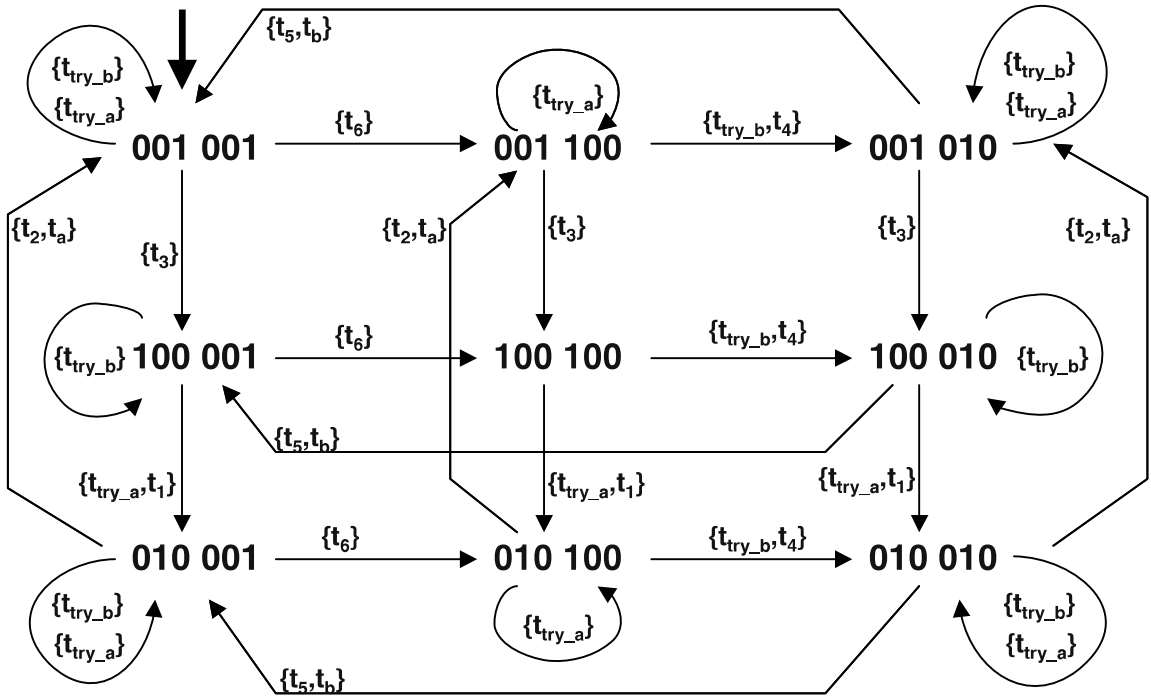 {t5,tb}
{ttry_b}
{ttry_a}
{ttry_a}
{ttry_b}
{ttry_a}
{t6}
{ttry_b,t4}
001 001
001 100
001 010
{t2,ta}
{t2,ta}
{t3}
{t3}
{t2,ta}
{t3}
{ttry_b}
100 001
{t6}
100 100
{ttry_b,t4}
100 010
{ttry_b}
{t5,tb}
{ttry_a,t1}
{ttry_a,t1}
{ttry_a,t1}
010 001
{t6}
010 100
{ttry_b,t4}
010 010
{ttry_b}
{ttry_a}
{ttry_a}
{ttry_b}
{ttry_a}
{t5,tb}